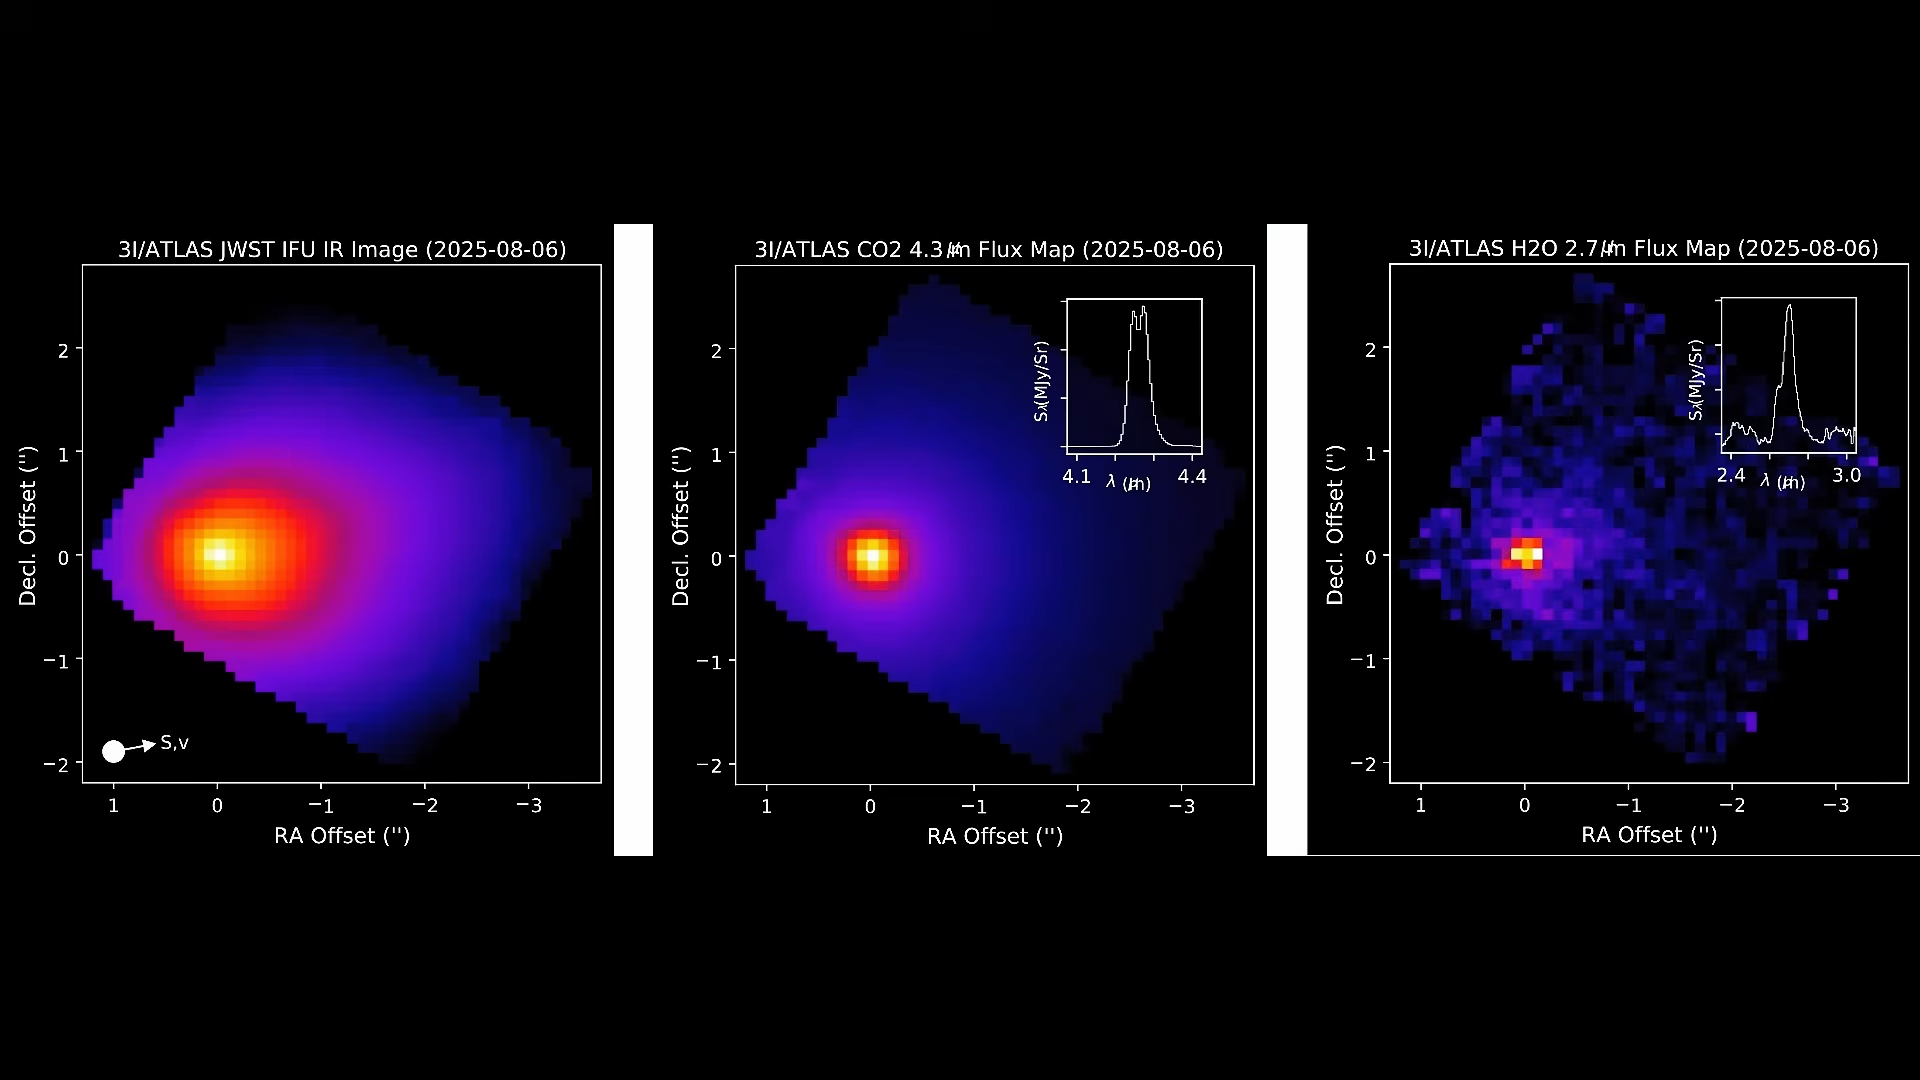 3I/ATLAS JWST IFU IR Image (2025-08-06)
Decl. Offset ('')
2
1
0
−1
−2
S,v
1
0
−1
−2
−3
RA Offset ('')
3I/ATLAS CO2 4.3μm Flux Map (2025-08-06)
Decl. Offset ('')
2
1
0
−1
−2
Sλ(MJy/Sr)
4.1
λ (μm)
4.4
1
0
−1
−2
−3
RA Offset ('')
3I/ATLAS H2O 2.7μm Flux Map (2025-08-06)
Decl. Offset ('')
2
1
0
−1
−2
Sλ(MJy/Sr)
2.4
λ (μm)
3.0
1
0
−1
−2
−3
RA Offset ('')